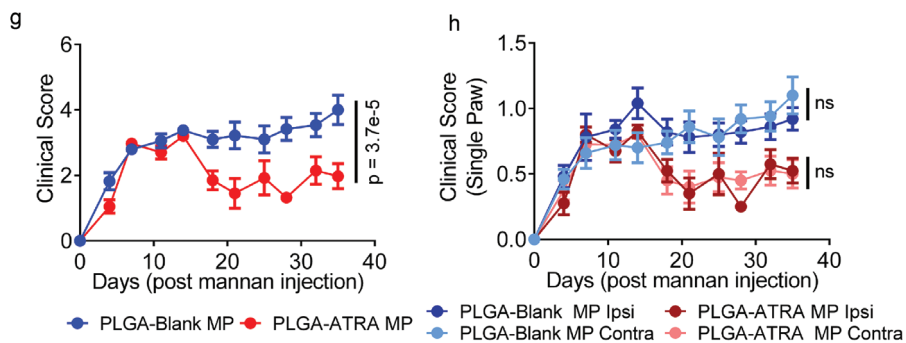 g
6
4
2
0
Clinical Score
0 10 20 30 40
Days (post mannan injection)
p = 3.7e-5
PLGA-Blank MP PLGA-ATRA MP
h
1.5
1.0
0.5
0.0
Clinical Score
(Single Paw)
0 10 20 30 40
Days (post mannan injection)
ns
ns
PLGA-Blank MP Ipsi PLGA-ATRA MP Ipsi
PLGA-Blank MP Contra PLGA-ATRA MP Contra